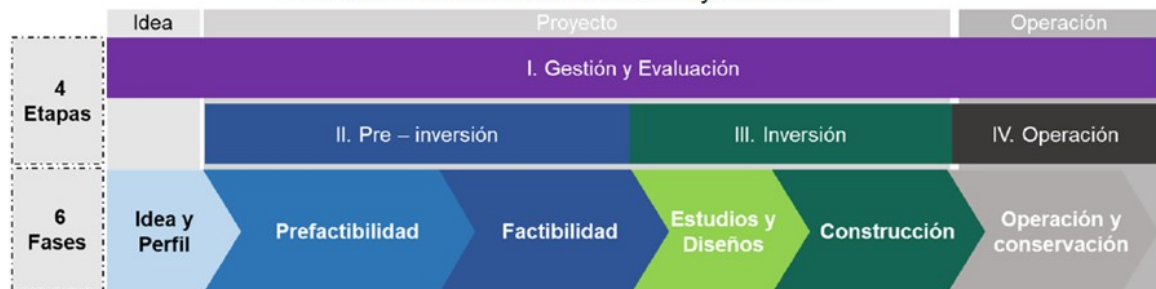 Idea
Proyecto
Operación
4
Etapas
I. Gestión y Evaluación
II. Pre – inversión
III. Inversión
IV. Operación
6
Fases
Idea y
Perfil
Prefactibilidad
Factibilidad
Estudios y
Diseños
Construcción
Operación y
conservación